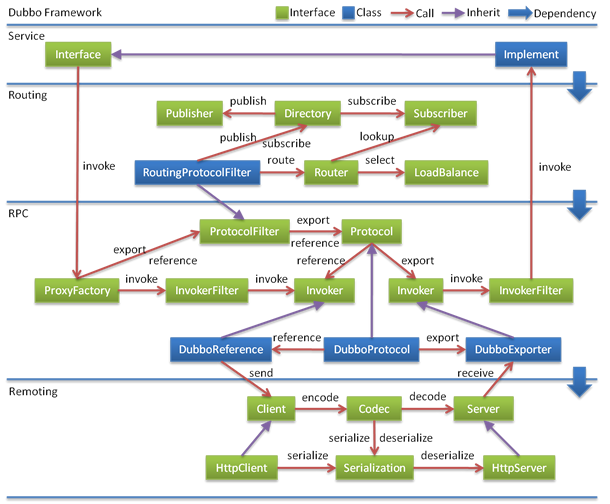 Dubbo Framework
Interface Class Call Inherit Dependency
Service
Interface
Implement
Routing
Publisher
publish
Directory
subscribe
Subscriber
publish
subscribe
lookup
invoke
RoutingProtocolFilter
route
Router
select
LoadBalance
invoke
RPC
ProtocolFilter
export
reference
Protocol
export
reference
reference
export
ProxyFactory
invoke
InvokerFilter
invoke
Invoker
Invoker
invoke
InvokerFilter
DubboReference
reference
DubboProtocol
export
DubboExporter
send
receive
Remoting
Client
encode
Codec
decode
Server
serialize
deserialize
HttpClient
serialize
Serialization
deserialize
HttpServer